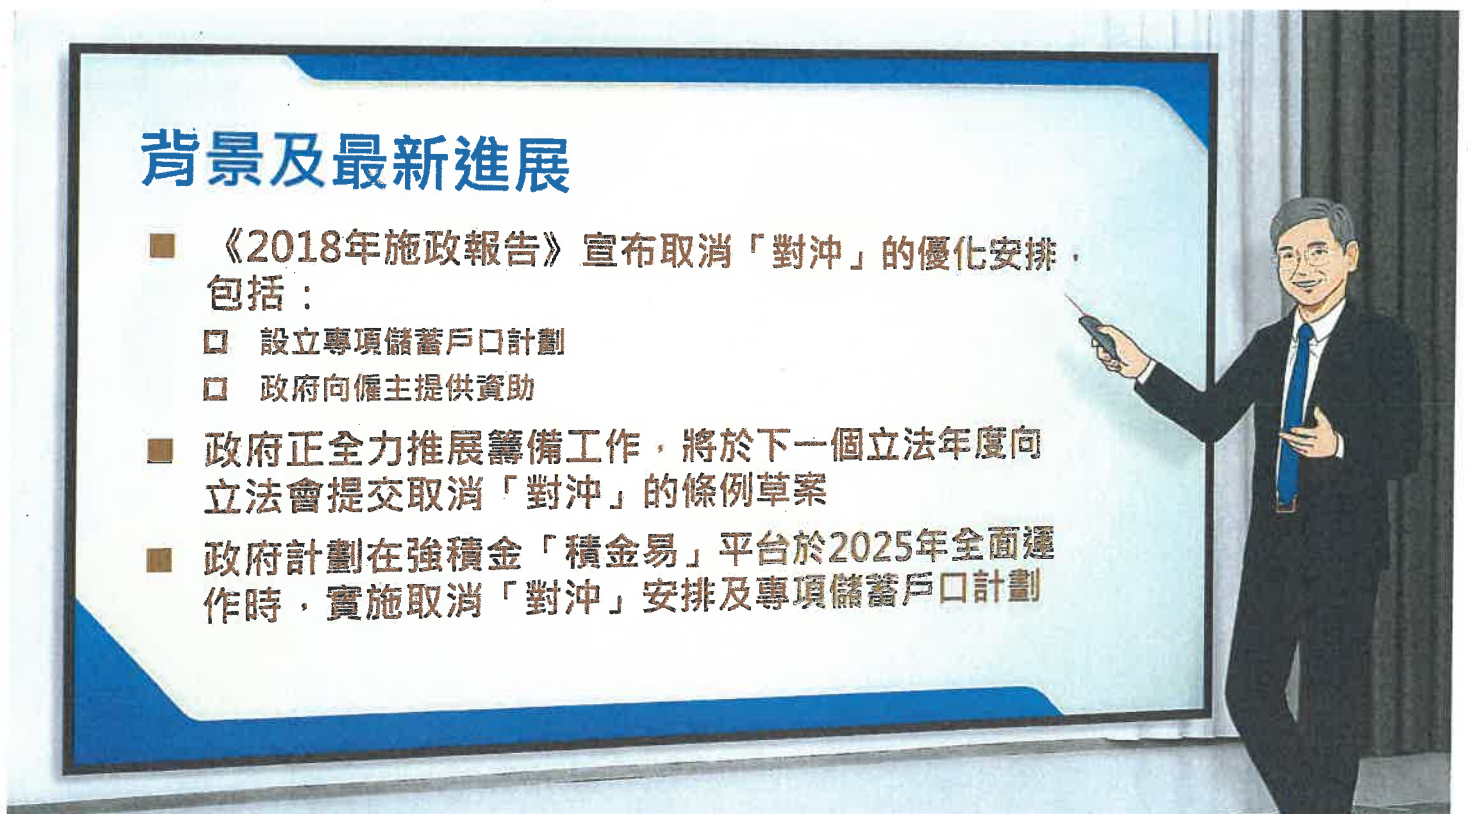 背景及最新進展
■ 《2018年施政報告》宣布取消「對沖」的優化安排，
包括：
❑ 設立專項儲蓄戶口計劃
❑ 政府向僱主提供資助
■ 政府正全力推展籌備工作，將於下一個立法年度向
立法會提交取消「對沖」的條例草案
■ 政府計劃在強積金「積金易」平台於2025年全面運
作時，實施取消「對沖」安排及專項儲蓄戶口計劃